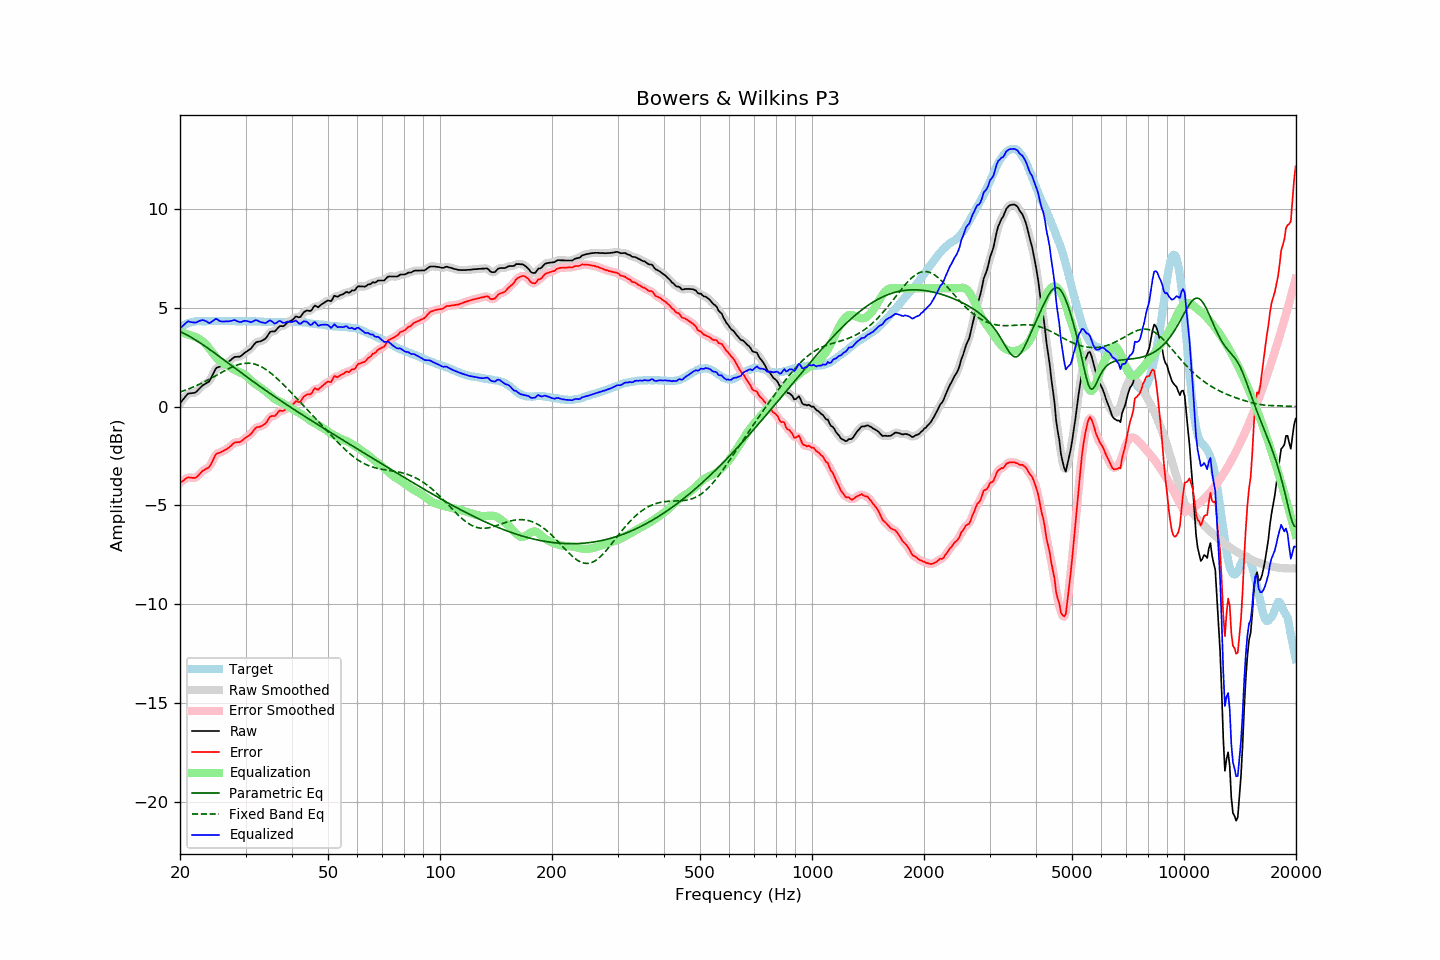 Bowers & Wilkins P3
Amplitude (dBr)
10
5
0
−5
−10
−15
−20
Target
Raw Smoothed
Error Smoothed
Raw
Error
Equalization
Parametric Eq
Fixed Band Eq
Equalized
20 50 100 200 500 1000 2000 5000 10000 20000
Frequency (Hz)